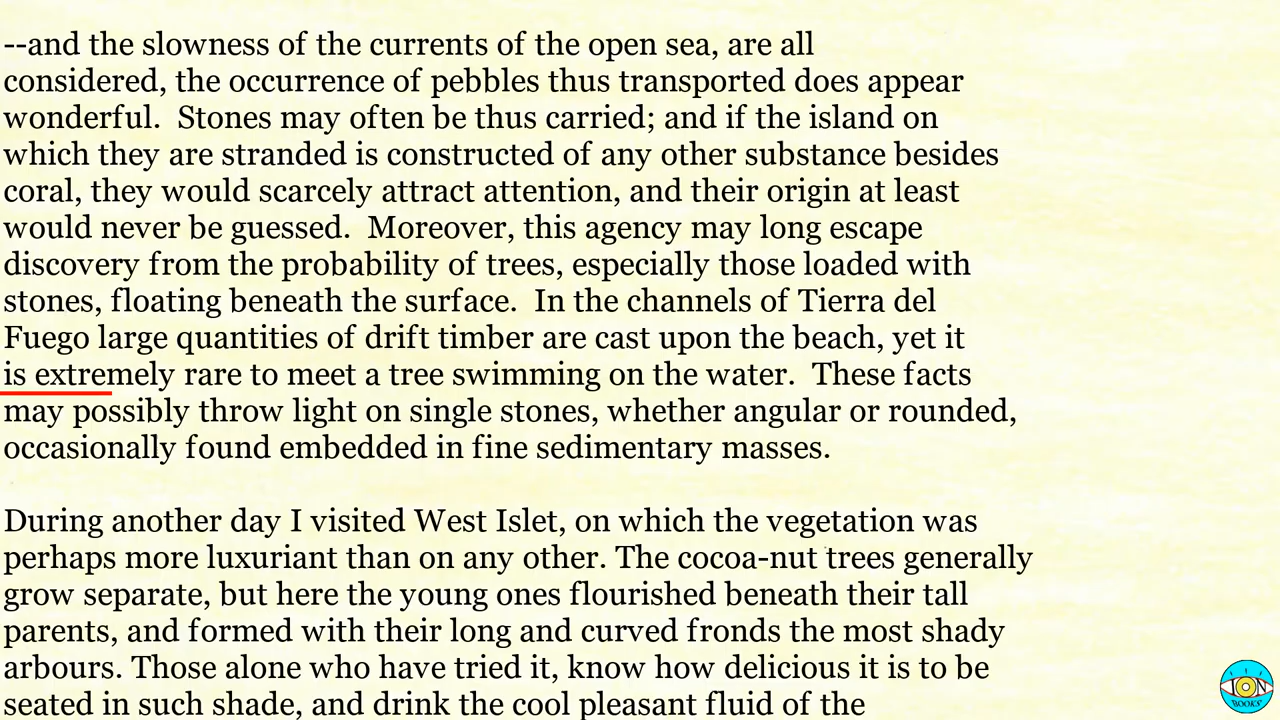 --and the slowness of the currents of the open sea, are all
considered, the occurrence of pebbles thus transported does appear
wonderful.  Stones may often be thus carried; and if the island on
which they are stranded is constructed of any other substance besides
coral, they would scarcely attract attention, and their origin at least
would never be guessed.  Moreover, this agency may long escape
discovery from the probability of trees, especially those loaded with
stones, floating beneath the surface.  In the channels of Tierra del
Fuego large quantities of drift timber are cast upon the beach, yet it
is extremely rare to meet a tree swimming on the water.  These facts
may possibly throw light on single stones, whether angular or rounded,
occasionally found embedded in fine sedimentary masses.

During another day I visited West Islet, on which the vegetation was
perhaps more luxuriant than on any other. The cocoa-nut trees generally
grow separate, but here the young ones flourished beneath their tall
parents, and formed with their long and curved fronds the most shady
arbours. Those alone who have tried it, know how delicious it is to be
seated in such shade, and drink the cool pleasant fluid of the
ION
BOOKS